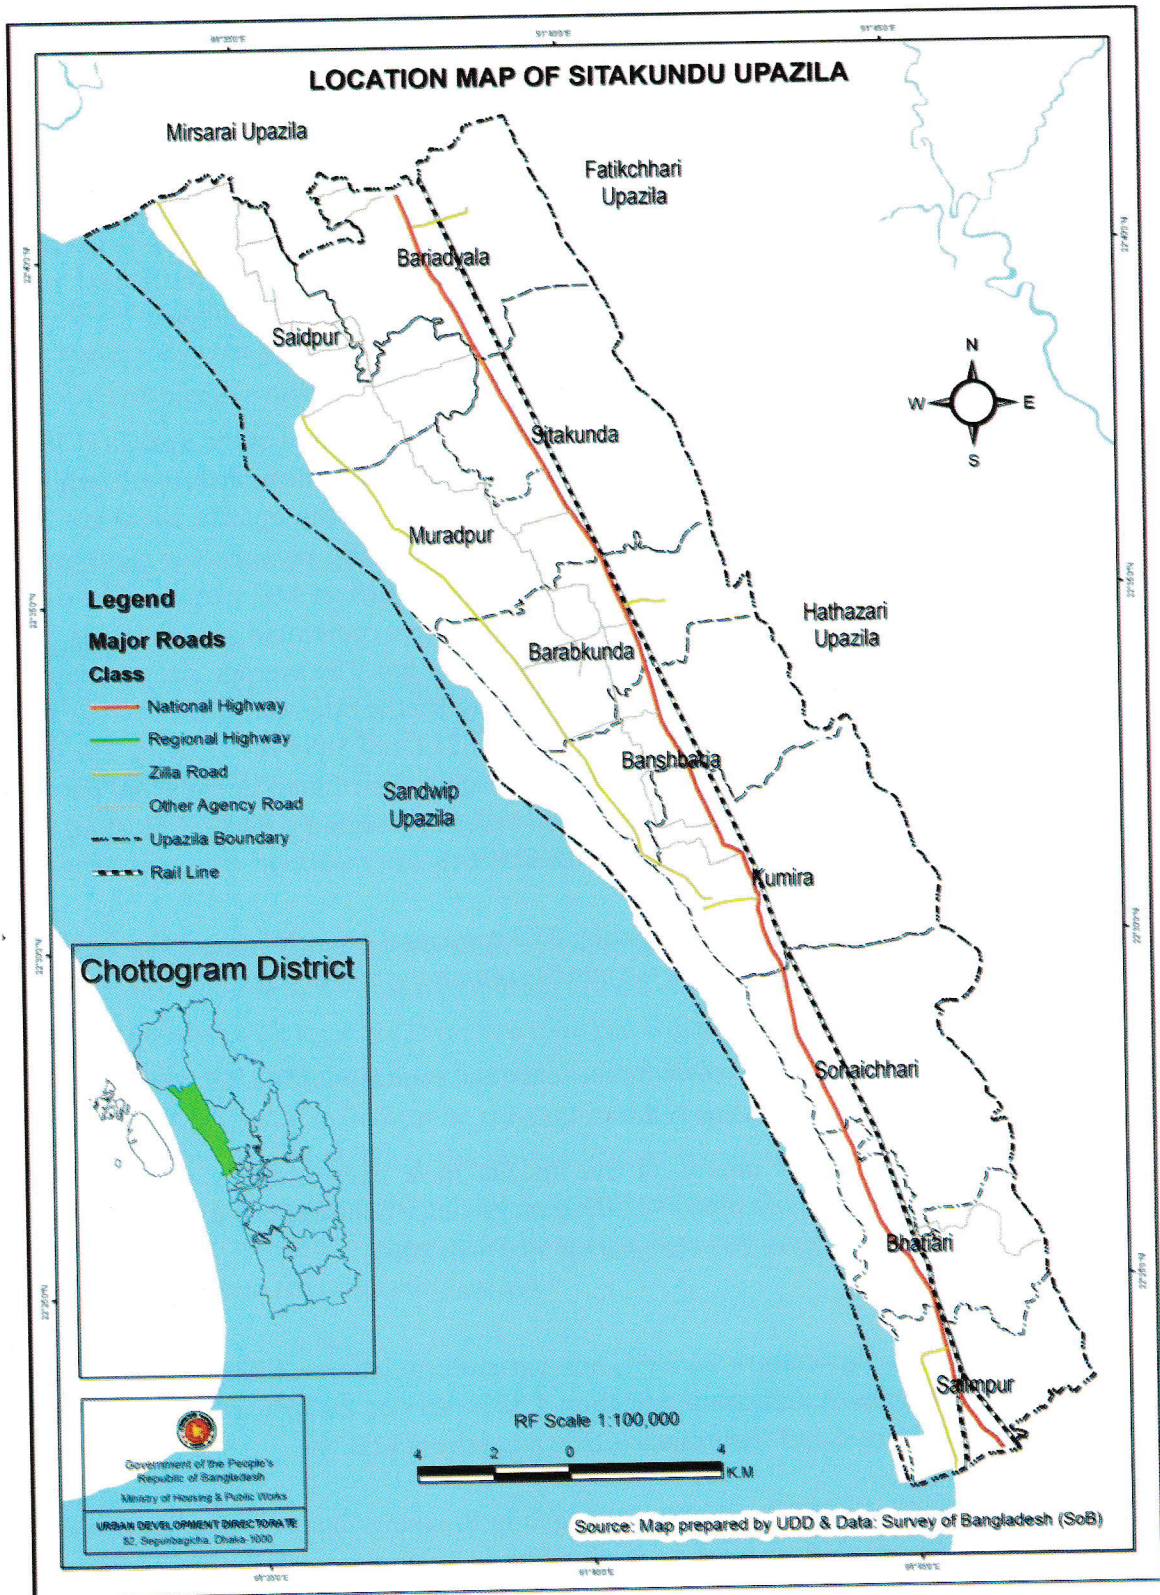 LOCATION MAP OF SITAKUNDU UPAZILA
91°40'0"E
Mirsarai Upazila
Fatikchhari
Upazila
Bariadyala
Saidpur
N
W
E
S
Sitakunda
Muradpur
Legend
Major Roads
Class
National Highway
Regional Highway
Zilla Road
Other Agency Road
Upazila Boundary
Rail Line
Hathazari
Upazila
Barabkunda
Banshbaria
Sandwip
Upazila
Kumira
Chottogram District
Sonaichhari
Bhatiari
Salimpur
RF Scale 1:100,000
4 2 0 4
K.M
Government of the People's
Republic of Bangladesh
Ministry of Housing & Public Works
URBAN DEVELOPMENT DIRECTORATE
82, Segunbagicha, Dhaka-1000
Source: Map prepared by UDD & Data: Survey of Bangladesh (SoB)